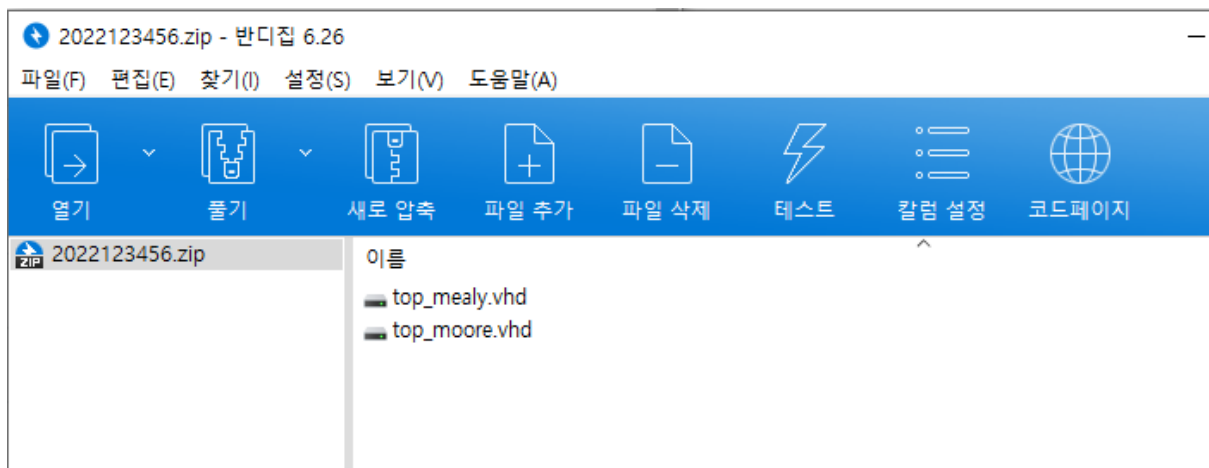 2022123456.zip - 반디집 6.26
파일(F) 편집(E) 찾기(I) 설정(S) 보기(V) 도움말(A)
열기 풀기 새로 압축 파일 추가 파일 삭제 테스트 칼럼 설정 코드페이지
ZIP 2022123456.zip 이름
top_mealy.vhd
top_moore.vhd